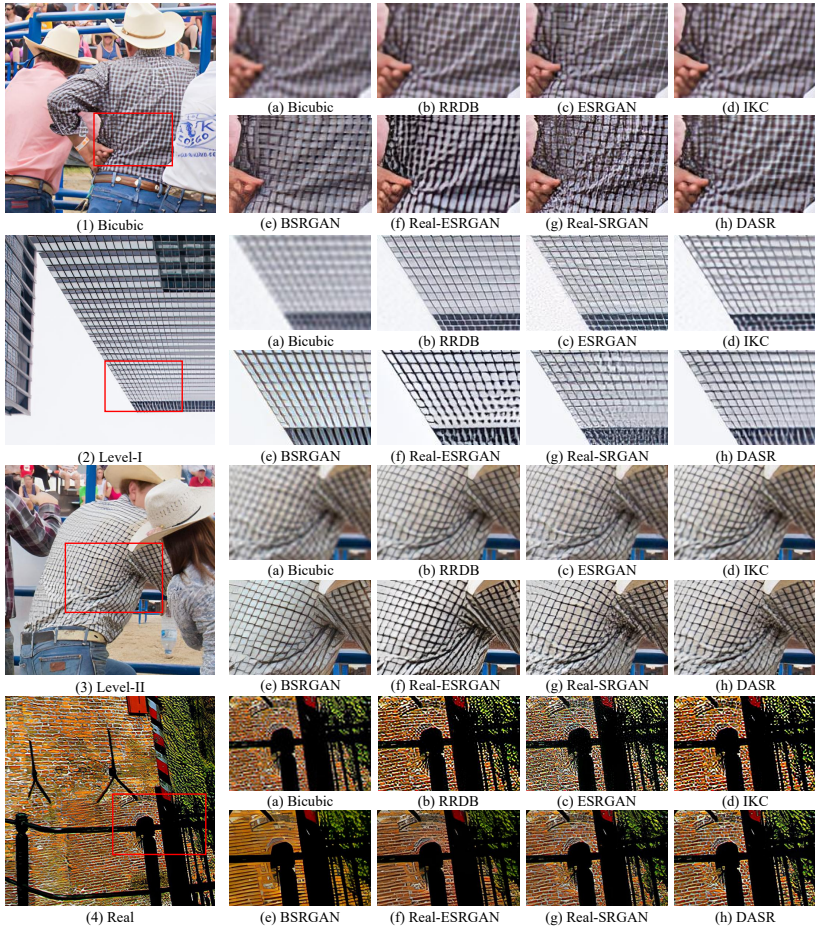 (a) Bicubic (b) RRDB (c) ESRGAN (d) IKC
(e) BSRGAN (f) Real-ESRGAN (g) Real-SRGAN (h) DASR
(1) Bicubic
(a) Bicubic (b) RRDB (c) ESRGAN (d) IKC
(e) BSRGAN (f) Real-ESRGAN (g) Real-SRGAN (h) DASR
(2) Level-I
(a) Bicubic (b) RRDB (c) ESRGAN (d) IKC
(e) BSRGAN (f) Real-ESRGAN (g) Real-SRGAN (h) DASR
(3) Level-II
(a) Bicubic (b) RRDB (c) ESRGAN (d) IKC
(e) BSRGAN (f) Real-ESRGAN (g) Real-SRGAN (h) DASR
(4) Real